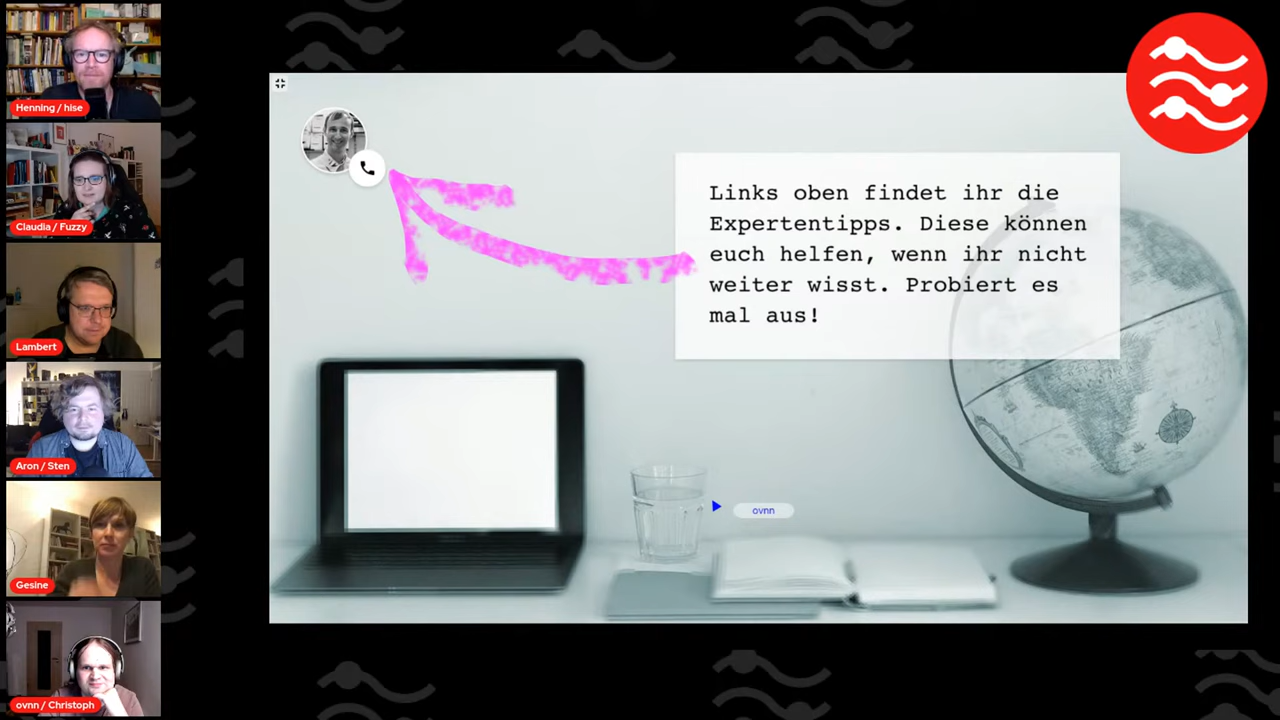 Henning / hise
Claudia / Fuzzy
Lambert
Aron / Sten
Gesine
ovnn / Christoph
Links oben findet ihr die
Expertentipps. Diese können
euch helfen, wenn ihr nicht
weiter wisst. Probiert es
mal aus!
ovnn